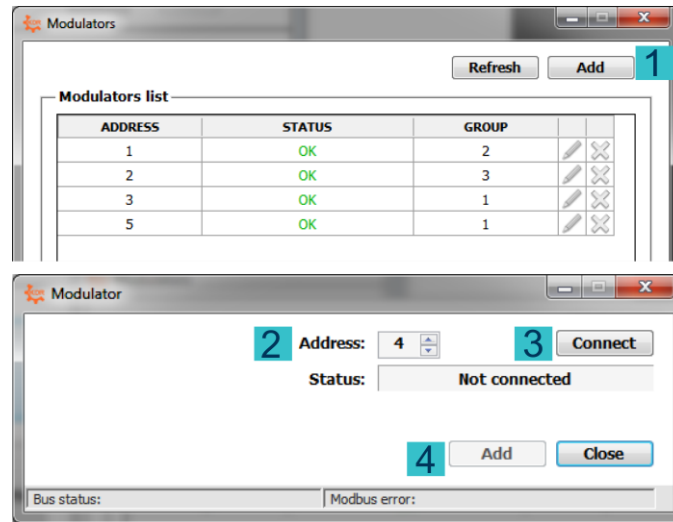 Modulators
Refresh Add 1
Modulators list
ADDRESS STATUS GROUP
1 OK 2
2 OK 3
3 OK 1
5 OK 1
Modulator
2 Address: 4 3 Connect
Status: Not connected
4 Add Close
Bus status: Modbus error: